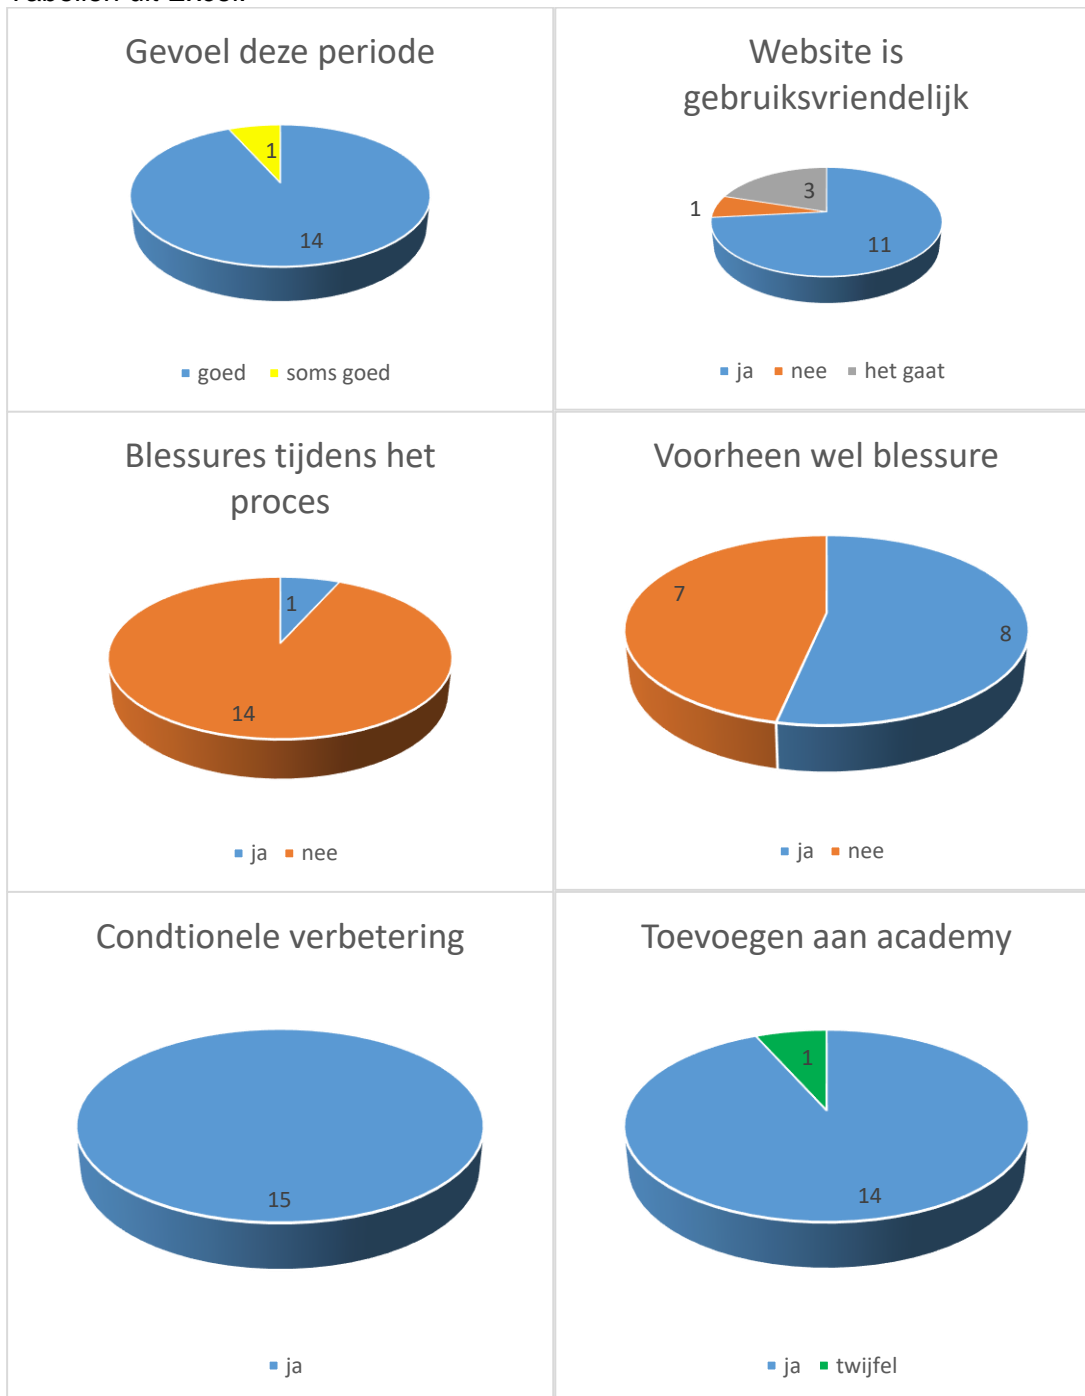 Gevoel deze periode
1
14
goed soms goed
Website is
gebruiksvriendelijk
3
1
11
ja nee het gaat
Blessures tijdens het
proces
1
14
ja nee
Voorheen wel blessure
7
8
ja nee
Condtionele verbetering
15
ja
Toevoegen aan academy
1
14
ja twijfel